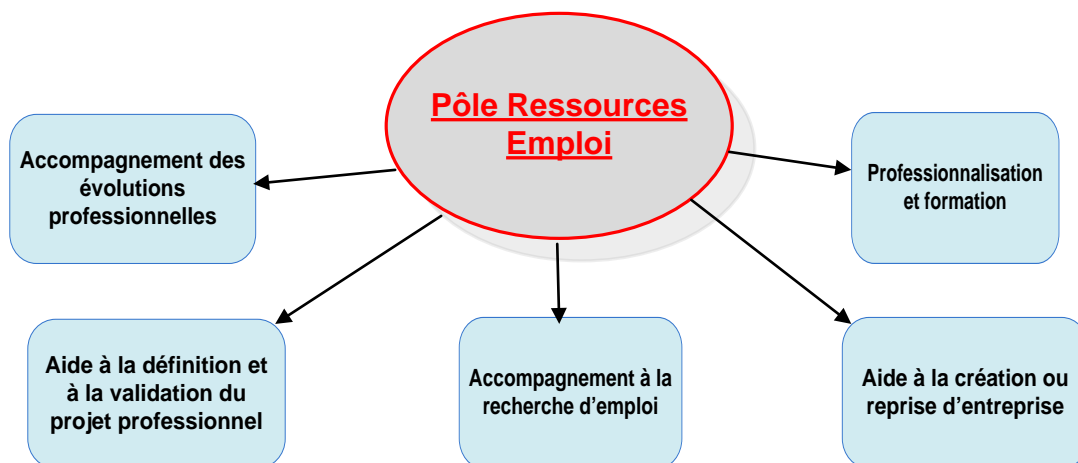 Pôle Ressources
Emploi
Accompagnement des
évolutions
professionnelles
Professionnalisation
et formation
Aide à la définition et
à la validation du
projet professionnel
Accompagnement à la
recherche d’emploi
Aide à la création ou
reprise d’entreprise